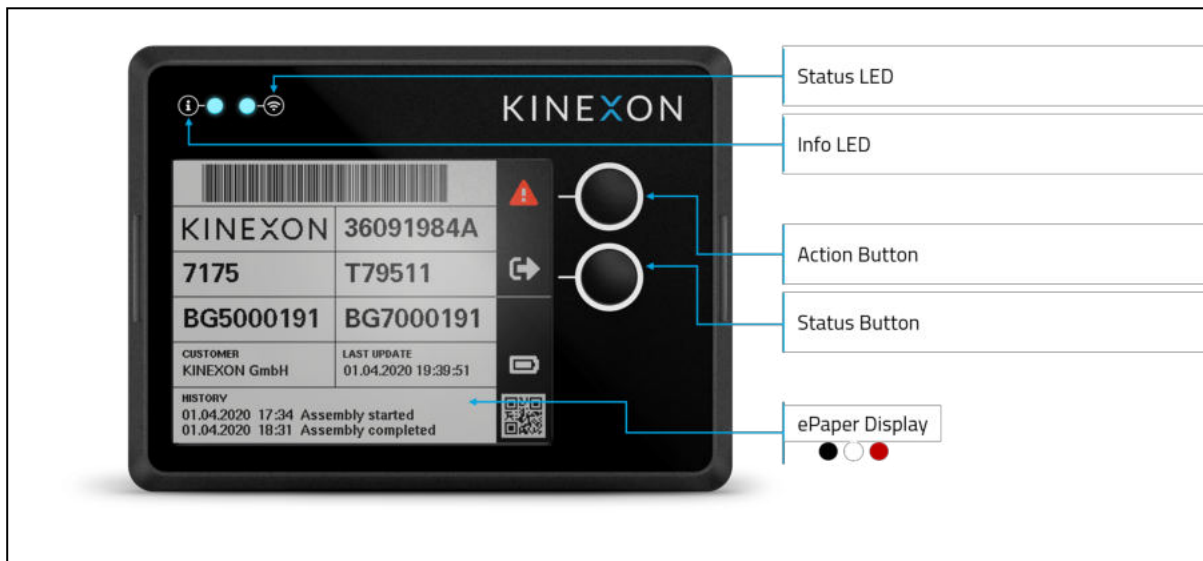 Status LED
KINEXON
Info LED
KINEXON 36091984A
7175 T79511
Action Button
BG5000191 BG7000191
Status Button
CUSTOMER LAST UPDATE
KINEXON GmbH 01.04.2020 19:39:51
HISTORY
01.04.2020 17:34 Assembly started
01.04.2020 18:31 Assembly completed
ePaper Display